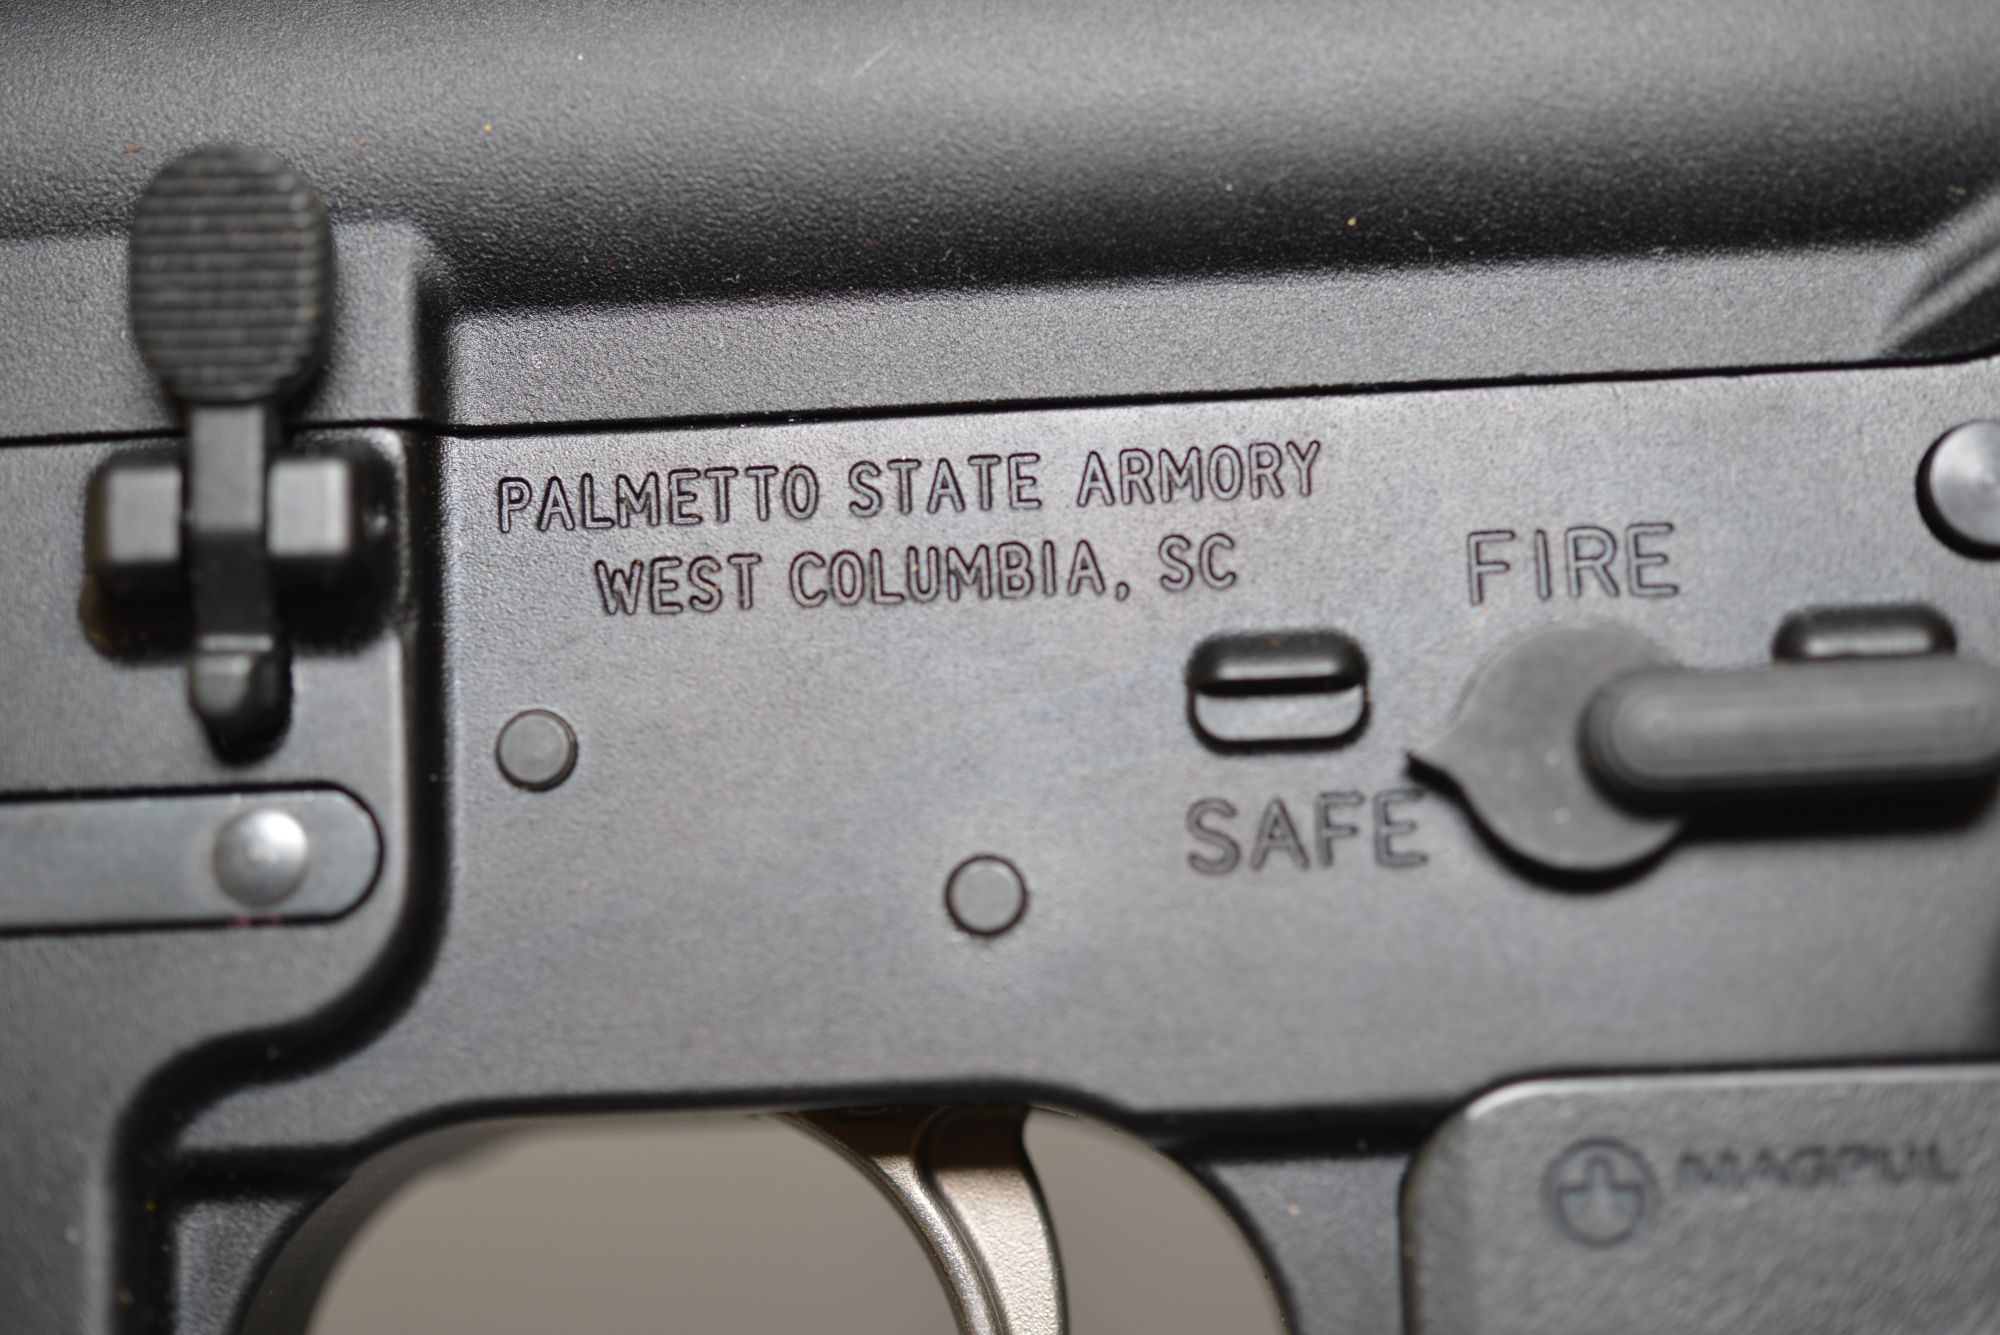 PALMETTO STATE ARMORY
WEST COLUMBIA, SC
FIRE
SAFE
MAGPUL